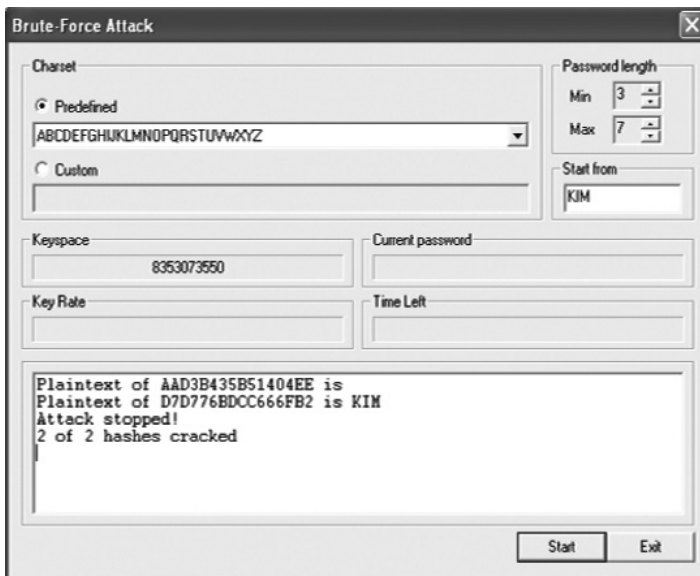 Brute-Force Attack
Charset
Predefined
ABCDEFGHIJKLMNOPQRSTUVWXYZ
Custom
Password length
Min 3
Max 7
Start from
KIM
Keyspace
8353073550
Current password
Key Rate
Time Left
Plaintext of AAD3B435B51404EE is
Plaintext of D7D776BDCC666FB2 is KIM
Attack stopped!
2 of 2 hashes cracked
Start
Exit